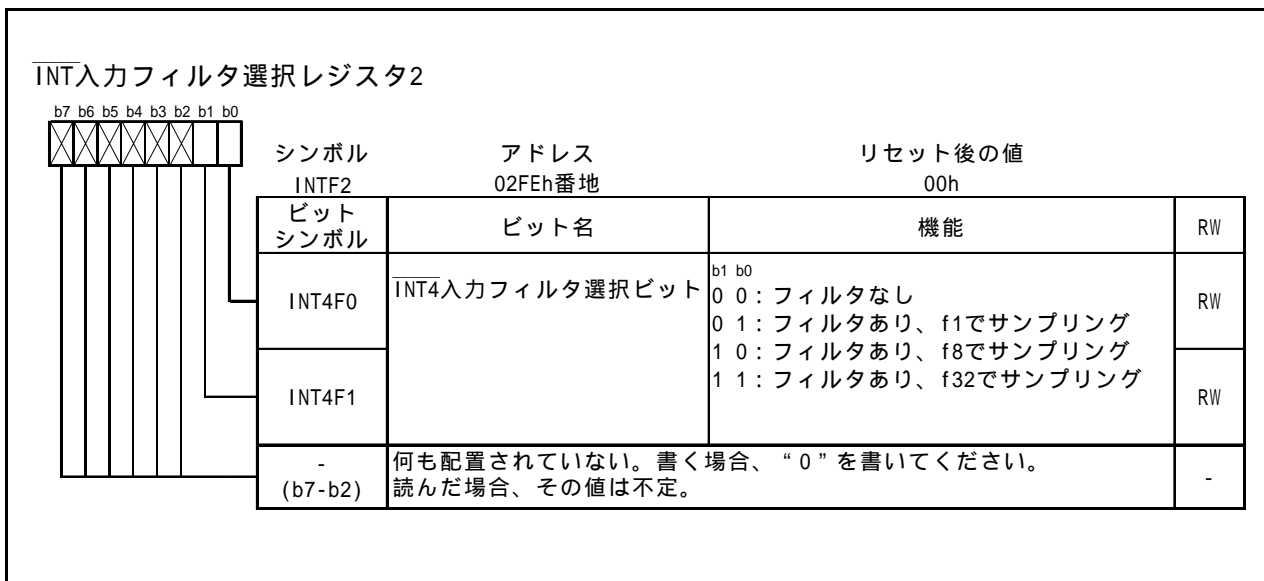 INT入力フィルタ選択レジスタ2
b7 b6 b5 b4 b3 b2 b1 b0
シンボル アドレス リセット後の値
INTF2 02FEh番地 00h
ビット
シンボル ビット名 機能 RW
INT4F0 INT4入力フィルタ選択ビット RW
b1 b0
0 0：フィルタなし
0 1：フィルタあり、f1でサンプリング
1 0：フィルタあり、f8でサンプリング
1 1：フィルタあり、f32でサンプリング
INT4F1 RW
-
(b7-b2)
何も配置されていない。書く場合、“0”を書いてください。
読んだ場合、その値は不定。
-